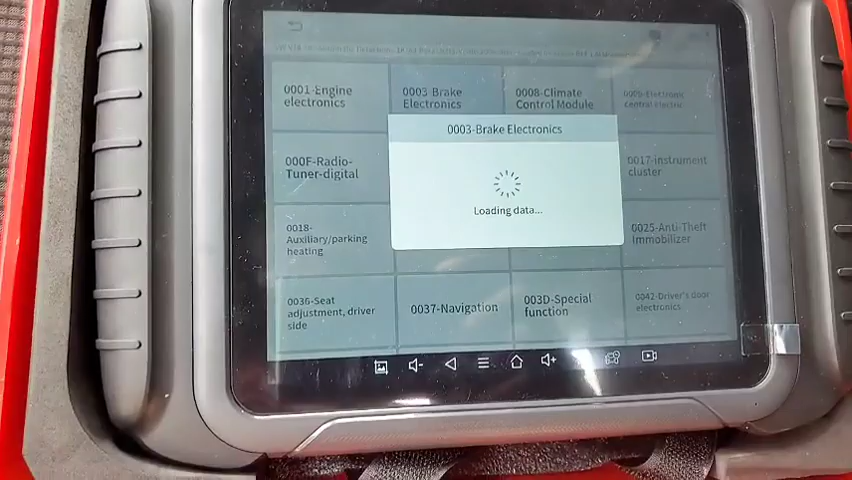 0001-Engine
electronics
0003-Brake
Electronics
0008-Climate
Control Module
0009-Electronic
central electric
000F-Radio-
Tuner-digital
0003-Brake Electronics
Loading data...
0017-instrument
cluster
0018-
Auxiliary/parking
heating
0025-Anti-Theft
Immobilizer
0036-Seat
adjustment, driver
side
0037-Navigation
003D-Special
function
0042-Driver's door
electronics